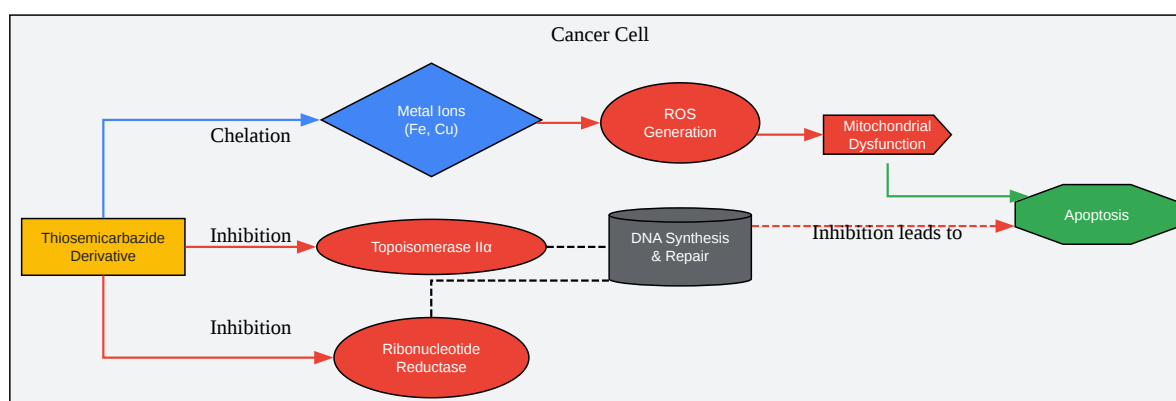 Cancer Cell
Metal Ions
(Fe, Cu)
ROS
Generation
Mitochondrial
Dysfunction
Chelation
Thiosemicarbazide
Derivative
Inhibition
Topoisomerase IIα
DNA Synthesis
& Repair
Inhibition leads to
Apoptosis
Inhibition
Ribonucleotide
Reductase